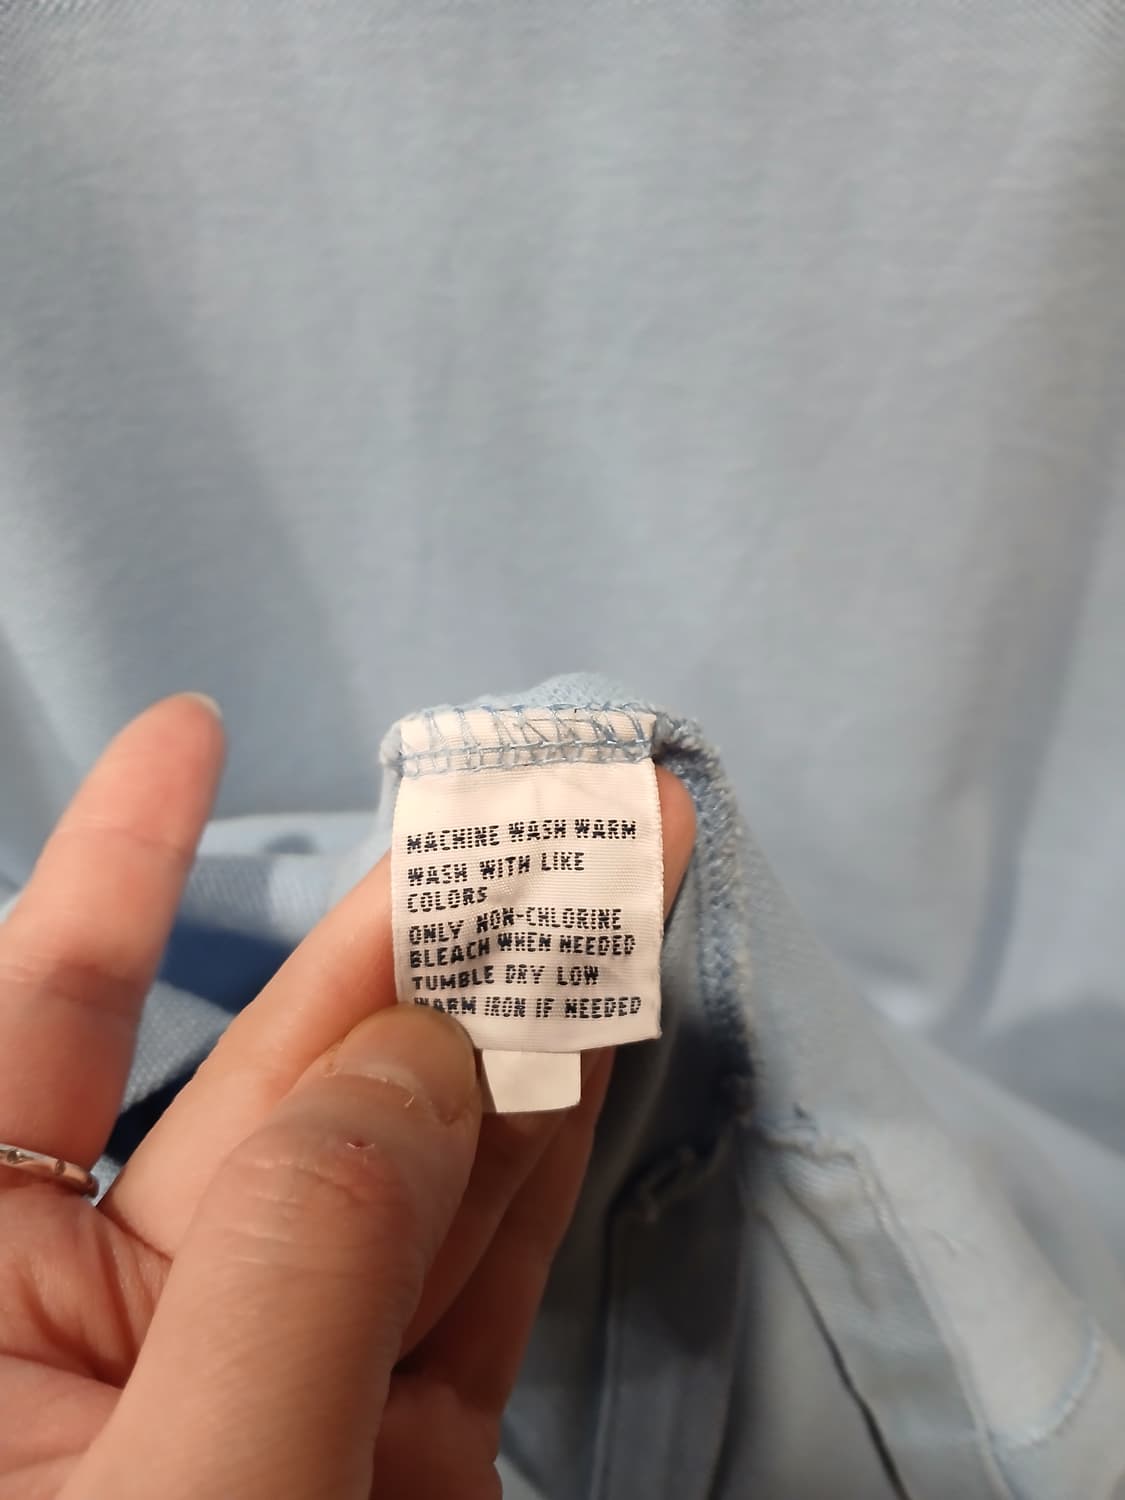 MACHINE WASH WARM
WASH WITH LIKE
COLORS
ONLY NON-CHLORINE
BLEACH WHEN NEEDED
TUMBLE DRY LOW
WARM IRON IF NEEDED